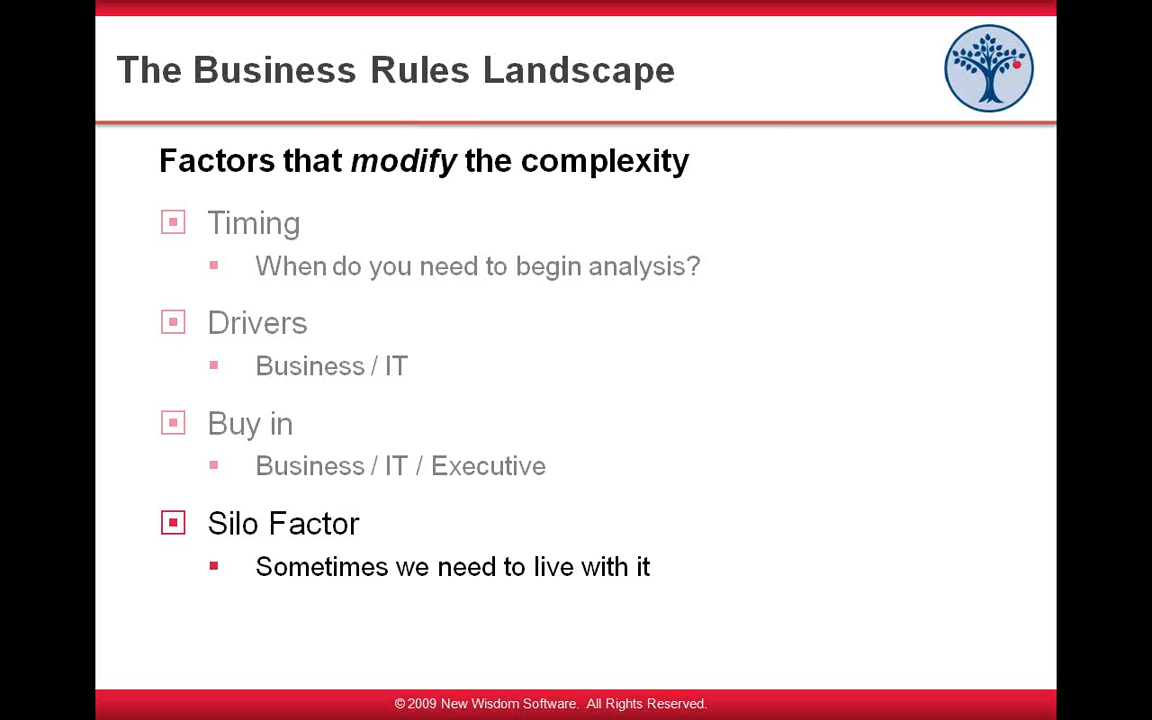 The Business Rules Landscape
Factors that modify the complexity
Timing
When do you need to begin analysis?
Drivers
Business / IT
Buy in
Business / IT / Executive
Silo Factor
Sometimes we need to live with it
© 2009 New Wisdom Software. All Rights Reserved.